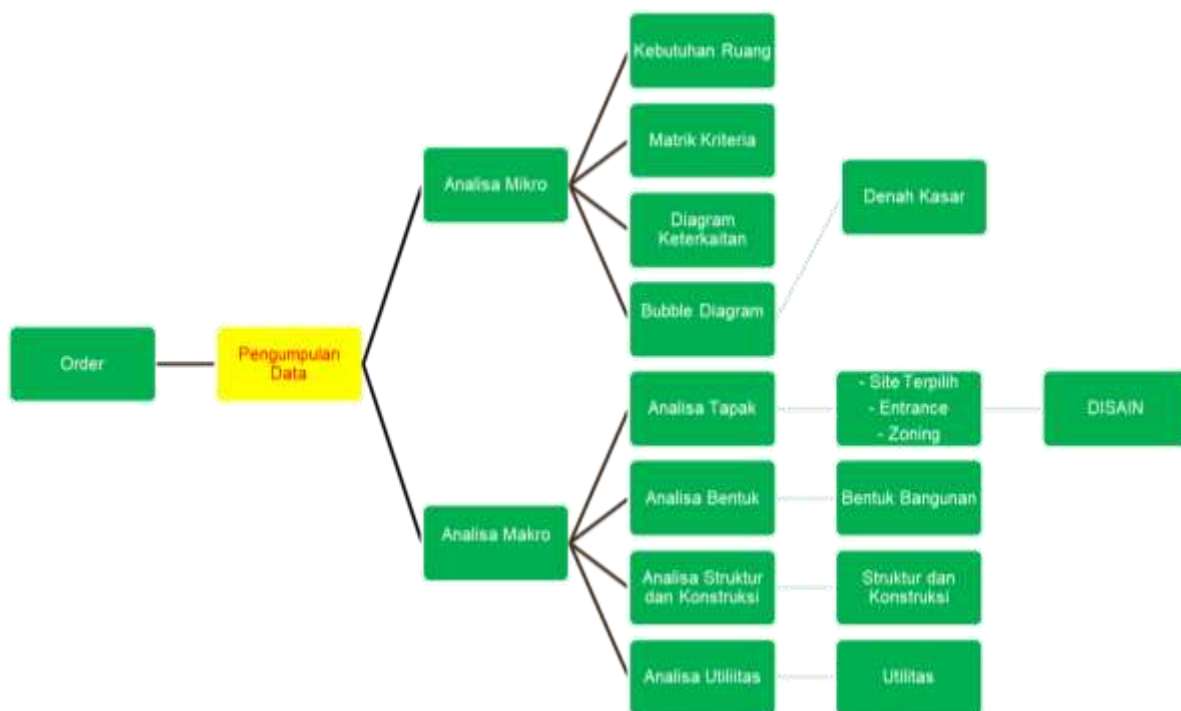 Order
Pengumpulan
Data
Analisa Mikro
Kebutuhan Ruang
Matrik Kriteria
Diagram
Keterkaitan
Bubble Diagram
Denah Kasar
Analisa Makro
Analisa Tapak
- Site Terpilih
- Entrance
- Zoning
DISAIN
Analisa Bentuk
Bentuk Bangunan
Analisa Struktur
dan Konstruksi
Struktur dan
Konstruksi
Analisa Utiliitas
Utilitas